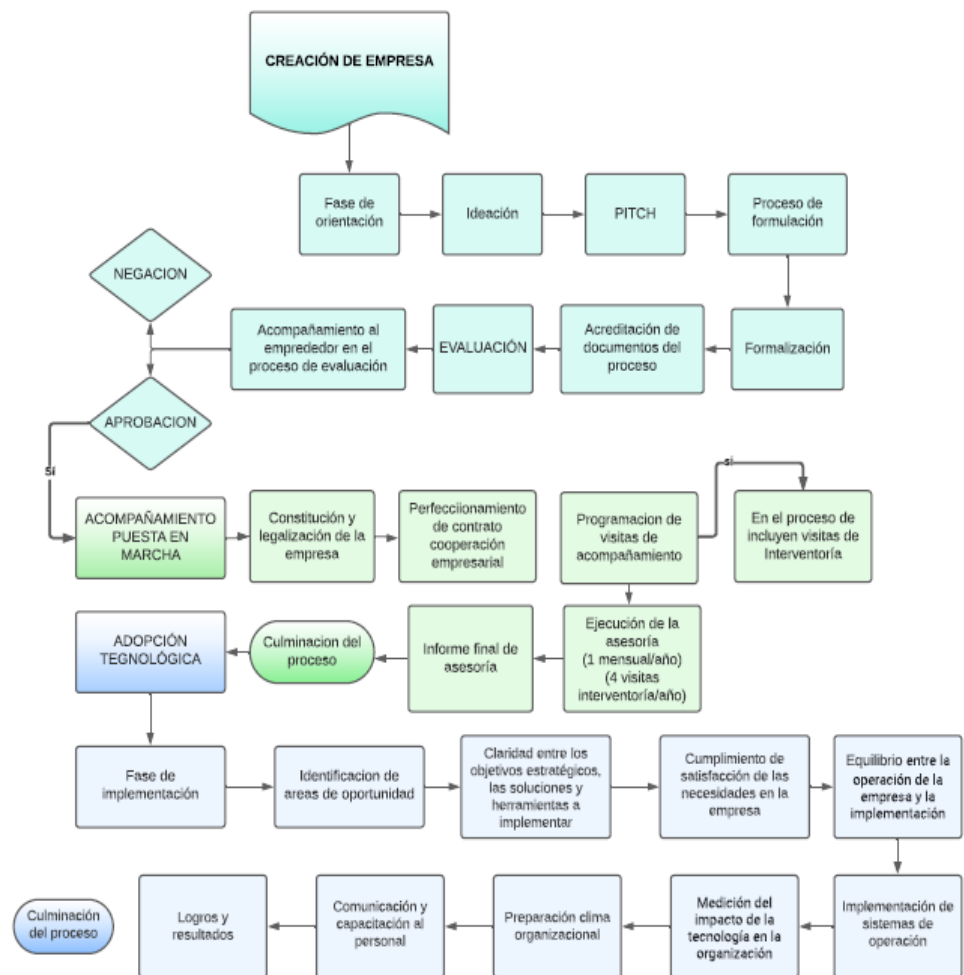 CREACIÓN DE EMPRESA
Fase de
orientación
Ideación
PITCH
Proceso de
formulación
NEGACION
Acompañamiento al
emprededor en el
proceso de evaluación
EVALUACIÓN
Acreditación de
documentos del
proceso
Formalización
APROBACION
Si
si
ACOMPAÑAMIENTO
PUESTA EN
MARCHA
Constitución y
legalización de la
empresa
Perfeccionamiento
de contrato
cooperación
empresarial
Programacion de
visitas de
acompañamiento
En el proceso de
incluyen visitas de
Interventoría
ADOPCIÓN
TEGNOLÓGICA
Culminacion del
proceso
Informe final de
asesoría
Ejecución de la
asesoría
(1 mensual/año)
(4 visitas
interventoría/año)
Fase de
implementación
Identificacion de
areas de oportunidad
Claridad entre los
objetivos estratégicos,
las soluciones y
herramientas a
implementar
Cumplimiento de
satisfacción de las
necesidades en la
empresa
Equilibrio entre la
operación de la
empresa y la
implementación
Culminación
del proceso
Logros y
resultados
Comunicación y
capacitación al
personal
Preparación clima
organizacional
Medición del
impacto de la
tecnología en la
organización
Implementación de
sistemas de
operación